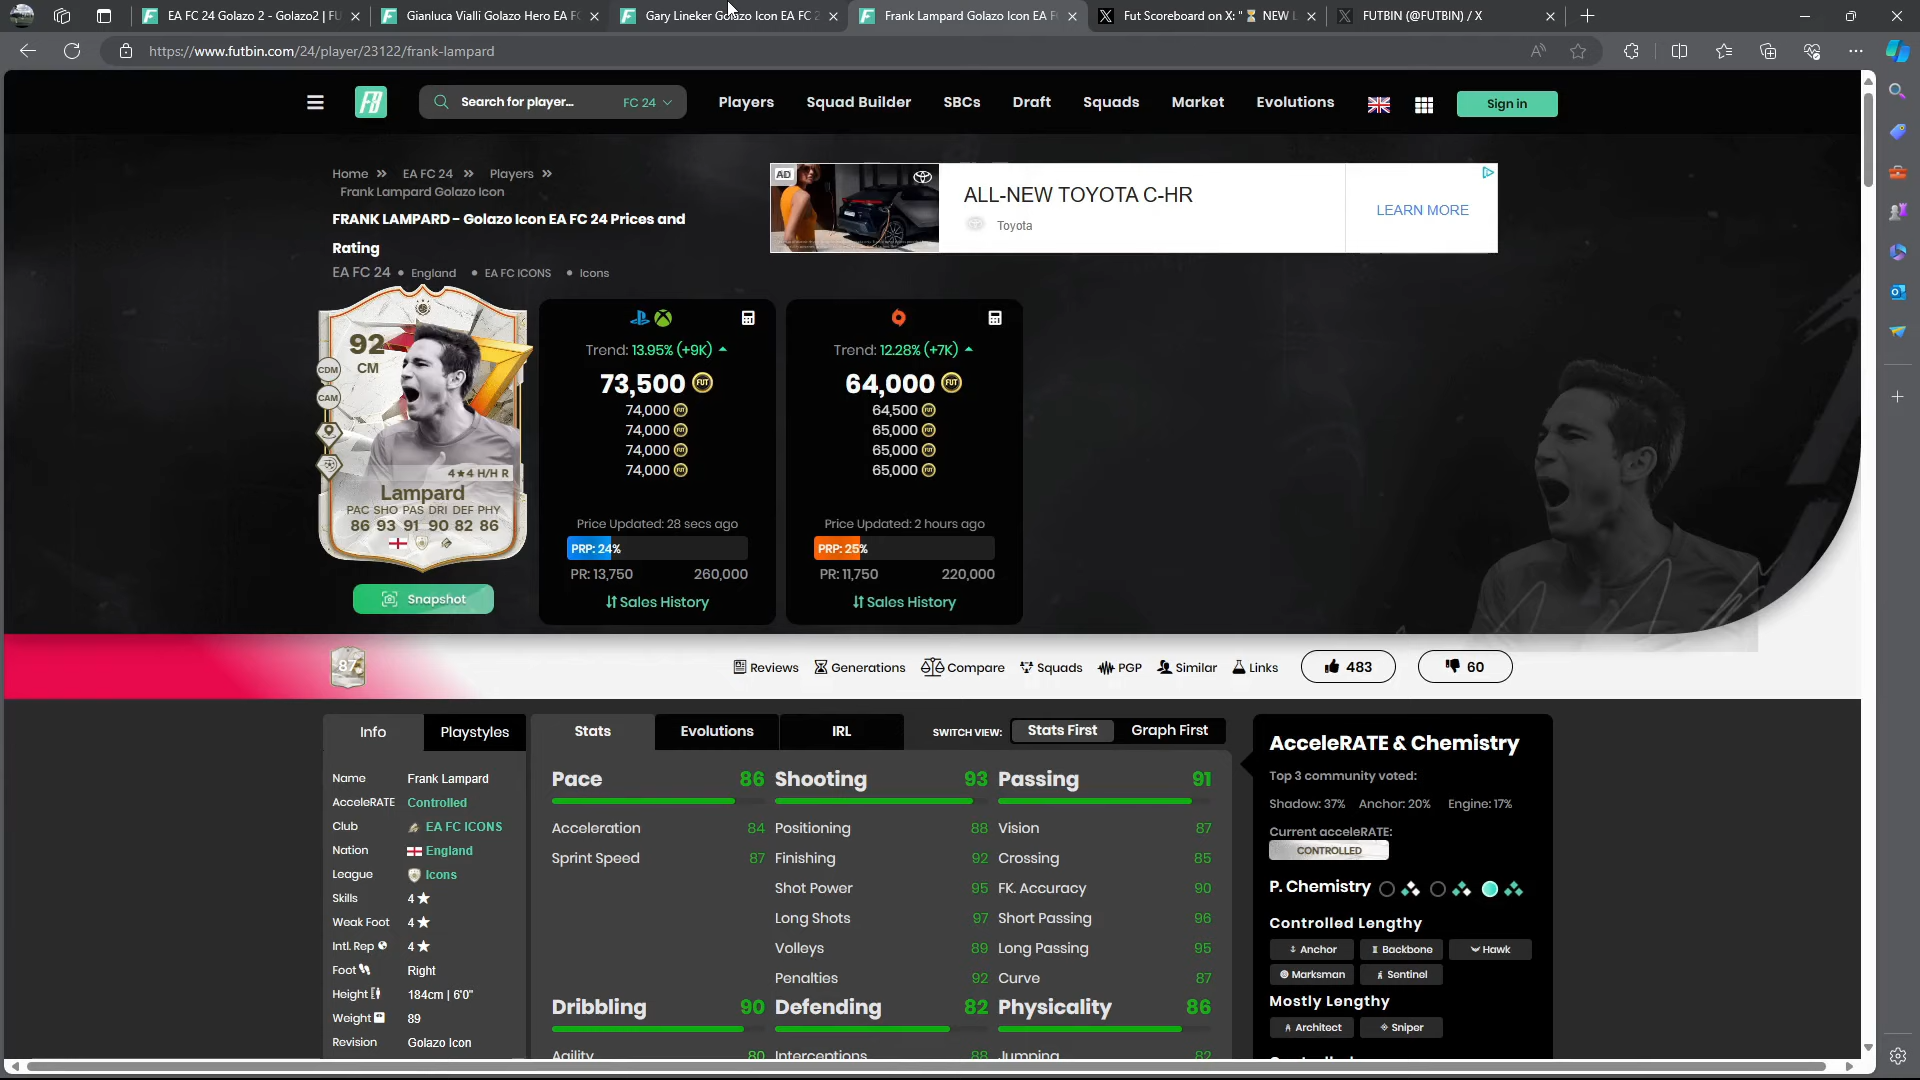 EA FC 24 Golazo 2 - Golazo2 | FU
Gianluca Vialli Golazo Hero EA FC
Gary Lineker Golazo Icon EA FC 2
Frank Lampard Golazo Icon EA F
Fut Scoreboard on X: "⏳ NEW L
FUTBIN (@FUTBIN) / X
https://www.futbin.com/24/player/23122/frank-lampard
Search for player...
FC 24
Players
Squad Builder
SBCs
Draft
Squads
Market
Evolutions
Sign in
Home » EA FC 24 » Players »
Frank Lampard Golazo Icon
FRANK LAMPARD - Golazo Icon EA FC 24 Prices and
Rating
EA FC 24 • England • EA FC ICONS • Icons
AD
ALL-NEW TOYOTA C-HR
Toyota
LEARN MORE
92
CM
CDM
CAM
4★4 H/H R
Lampard
PAC SHO PAS DRI DEF PHY
86 93 91 90 82 86
Snapshot
Trend: 13.95% (+9K)
73,500
74,000
74,000
74,000
74,000
Price Updated: 28 secs ago
PRP: 24%
PR: 13,750 260,000
Sales History
Trend: 12.28% (+7K)
64,000
64,500
65,000
65,000
65,000
Price Updated: 2 hours ago
PRP: 25%
PR: 11,750 220,000
Sales History
87
Reviews
Generations
Compare
Squads
PGP
Similar
Links
483
60
Info
Playstyles
Name Frank Lampard
AcceleRATE Controlled
Club EA FC ICONS
Nation England
League Icons
Skills 4★
Weak Foot 4★
Intl. Rep 4★
Foot Right
Height 184cm | 6'0"
Weight 89
Revision Golazo Icon
Stats
Evolutions
IRL
SWITCH VIEW:
Stats First
Graph First
Pace 86
Acceleration 84
Sprint Speed 87
Shooting 93
Positioning 88
Finishing 92
Shot Power 95
Long Shots 97
Volleys 89
Penalties 92
Passing 91
Vision 87
Crossing 85
FK. Accuracy 90
Short Passing 96
Long Passing 95
Curve 87
Dribbling 90
Agility 80
Defending 82
Interceptions 88
Physicality 86
Jumping 82
AcceleRATE & Chemistry
Top 3 community voted:
Shadow: 37% Anchor: 20% Engine: 17%
Current acceleRATE:
CONTROLLED
P. Chemistry
Controlled Lengthy
Anchor
Backbone
Hawk
Marksman
Sentinel
Mostly Lengthy
Architect
Sniper